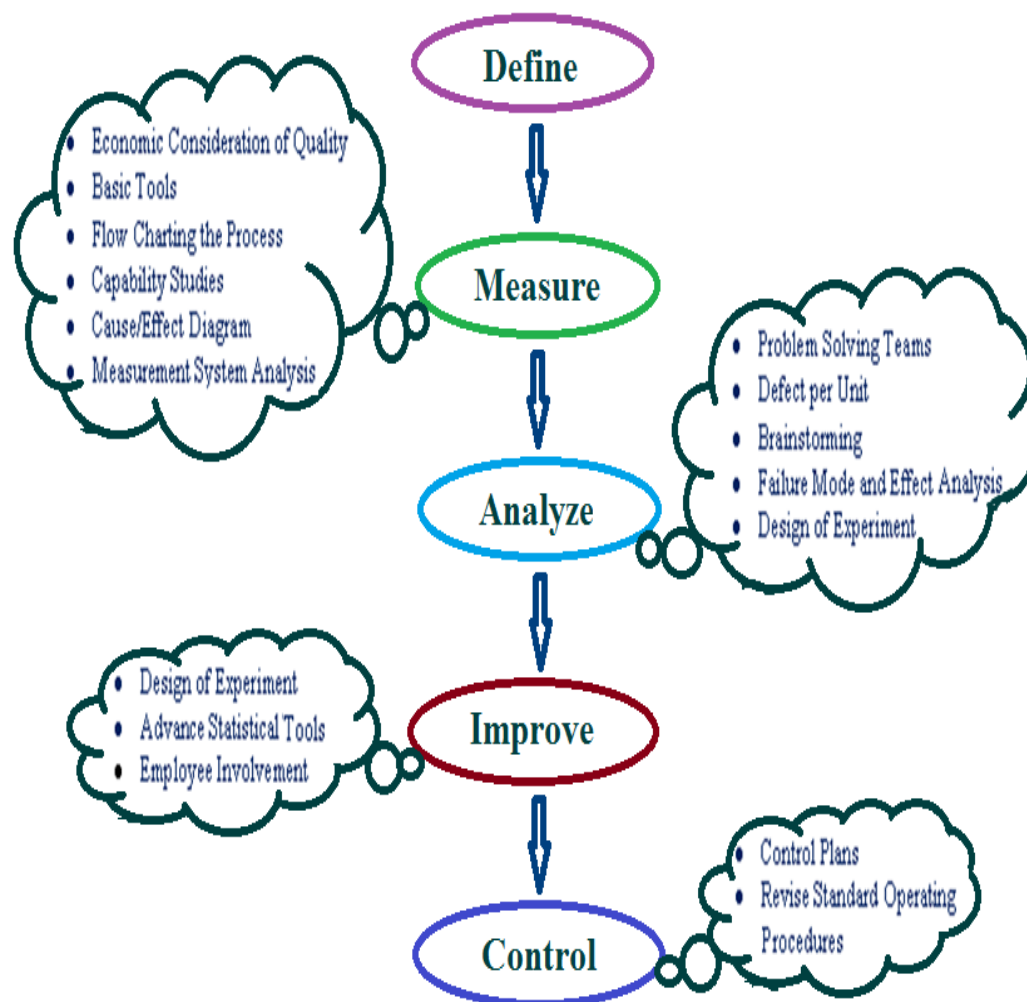 Define
• Economic Consideration of Quality
• Basic Tools
• Flow Charting the Process
• Capability Studies
• Cause/Effect Diagram
• Measurement System Analysis
Measure
• Problem Solving Teams
• Defect per Unit
• Brainstorming
• Failure Mode and Effect Analysis
• Design of Experiment
Analyze
• Design of Experiment
• Advance Statistical Tools
• Employee Involvement
Improve
• Control Plans
• Revise Standard Operating
Procedures
Control